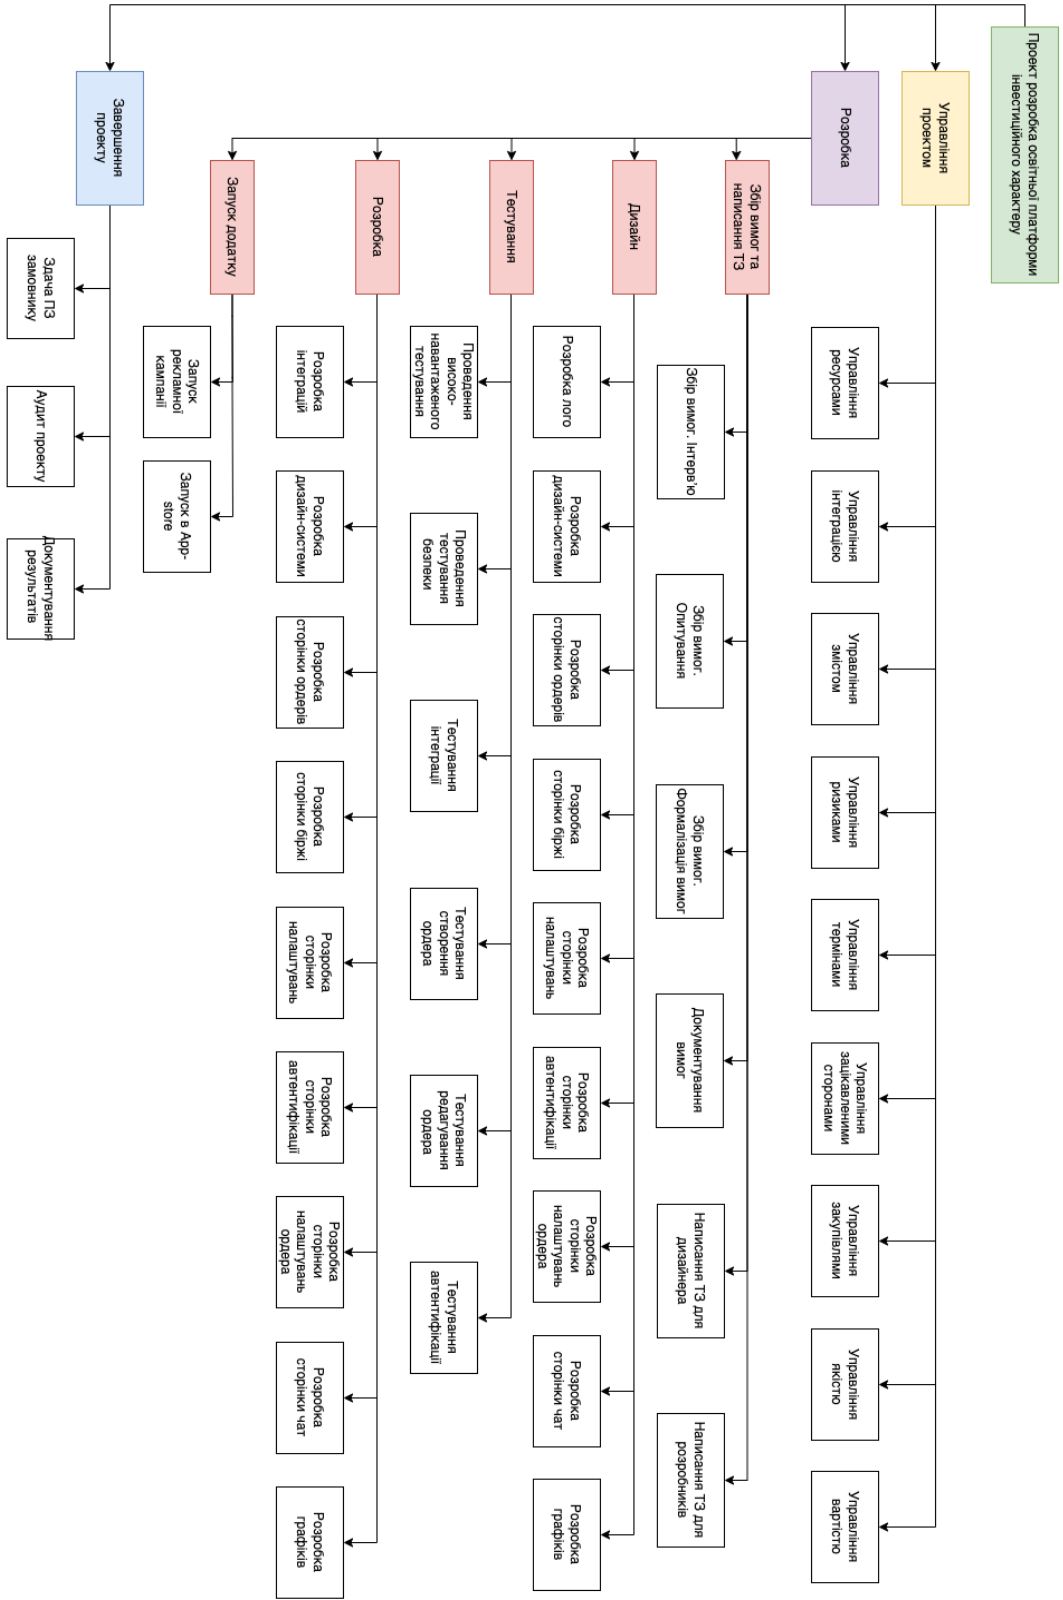 Проект розробка освітньої платформи
інвестиційного характеру
Управління
проектом
Управління
ресурсами
Управління
інтеграцією
Управління
змістом
Управління
ризиками
Управління
термінами
Управління
зацікавленими
сторонами
Управління
закупівлями
Управління
якістю
Управління
вартістю
Розробка
Збір вимог та
написання ТЗ
Збір вимог. Інтерв'ю
Збір вимог.
Опитування
Збір вимог.
Формалізація вимог
Документування
вимог
Написання ТЗ для
дизайнера
Написання ТЗ для
розробників
Дизайн
Розробка лого
Розробка
дизайн-системи
Розробка
сторінки ордерів
Розробка
сторінки біржі
Розробка
сторінки
налаштувань
Розробка
сторінки
автентифікації
Розробка
сторінки
налаштувань
ордера
Розробка
сторінки чат
Розробка
графіків
Тестування
Проведення
високо-
навантаженого
тестування
Проведення
тестування
безпеки
Тестування
інтеграції
Тестування
створення
ордера
Тестування
редагування
ордера
Тестування
автентифікації
Розробка
Розробка
інтеграцій
Розробка
дизайн-системи
Розробка
сторінки ордерів
Розробка
сторінки біржі
Розробка
сторінки
налаштувань
Розробка
сторінки
автентифікації
Розробка
сторінки
налаштувань
ордера
Розробка
сторінки чат
Розробка
графіків
Запуск додатку
Запуск
рекламної
кампанії
Запуск в App-
store
Завершення
проекту
Здача ПЗ
замовнику
Аудит проекту
Документування
результатів